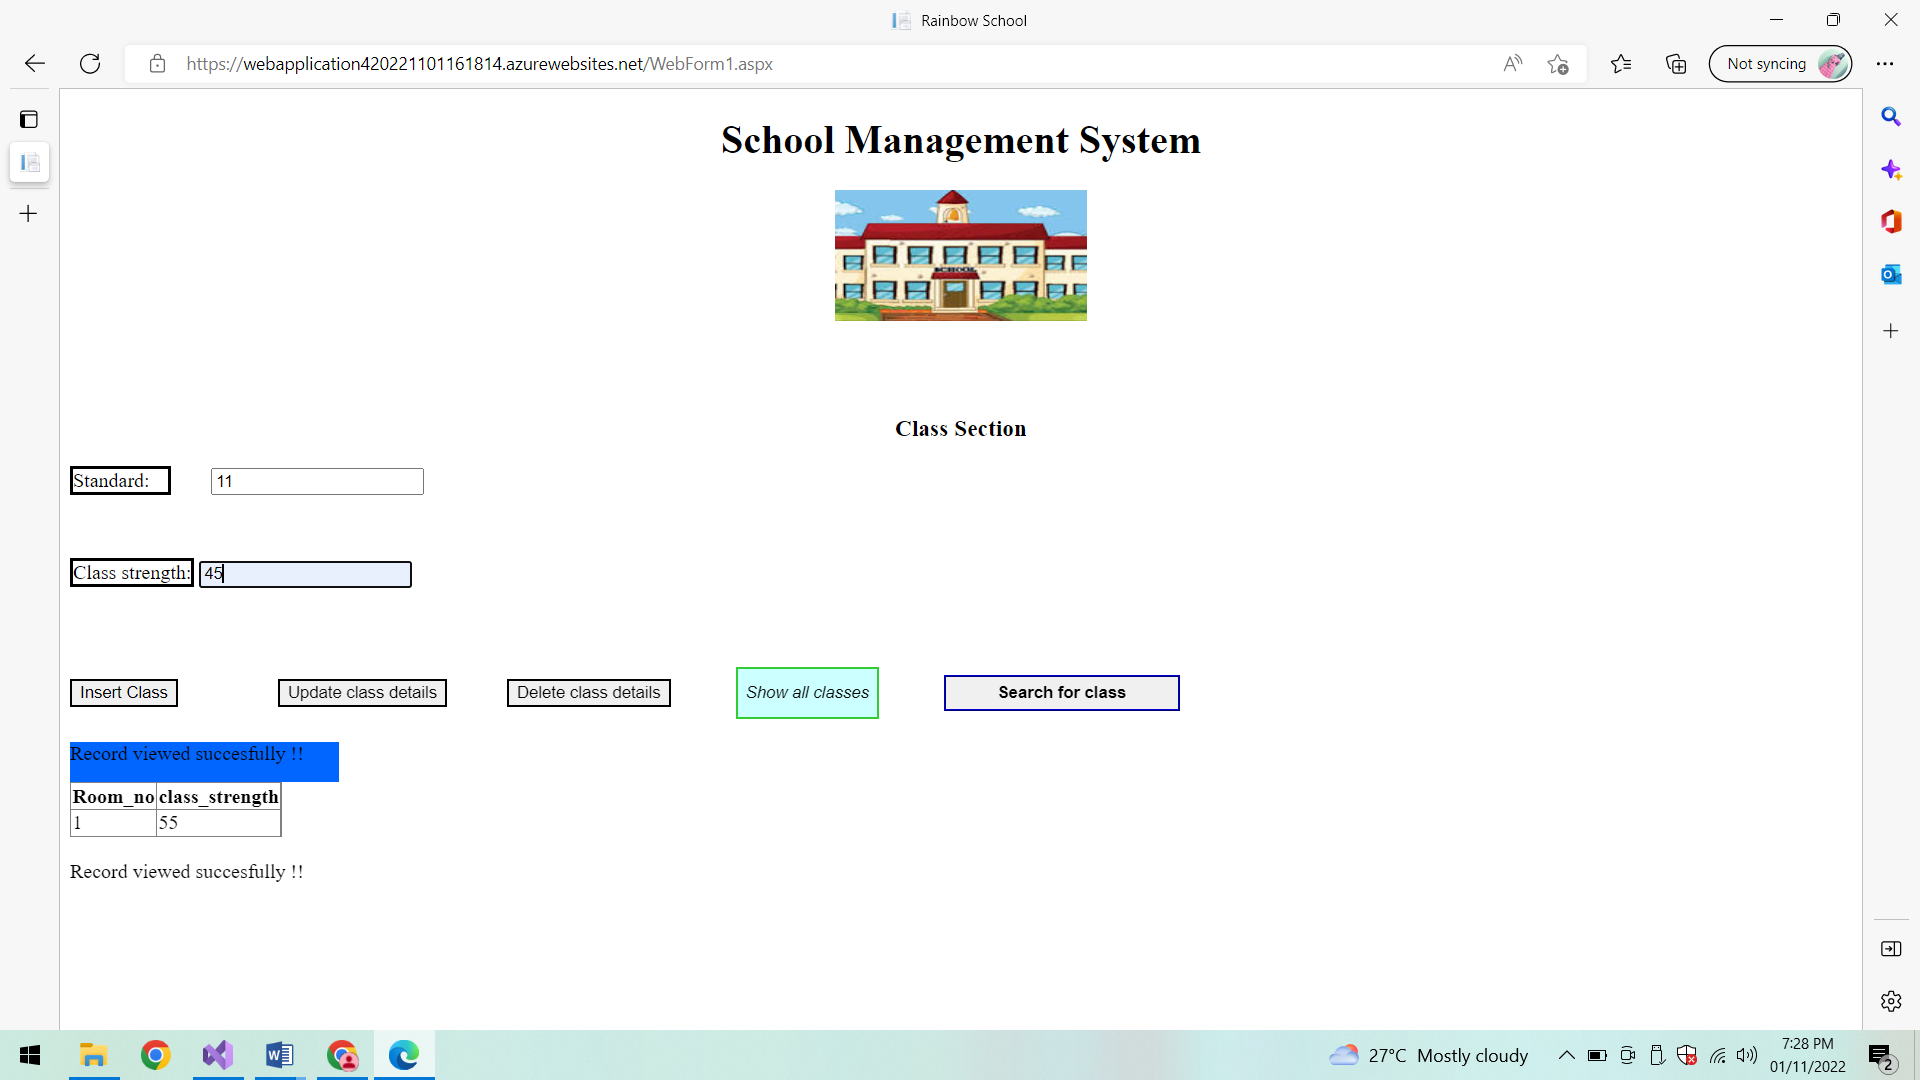 Rainbow School
https://webapplication420221101161814.azurewebsites.net/WebForm1.aspx
Not syncing
School Management System
SCHOOL
Class Section
Standard: 11
Class strength: 45
Insert Class Update class details Delete class details Show all classes Search for class
Record viewed succesfully !!
Room_no class_strength
1 55
Record viewed succesfully !!
27°C Mostly cloudy
7:28 PM
01/11/2022
2